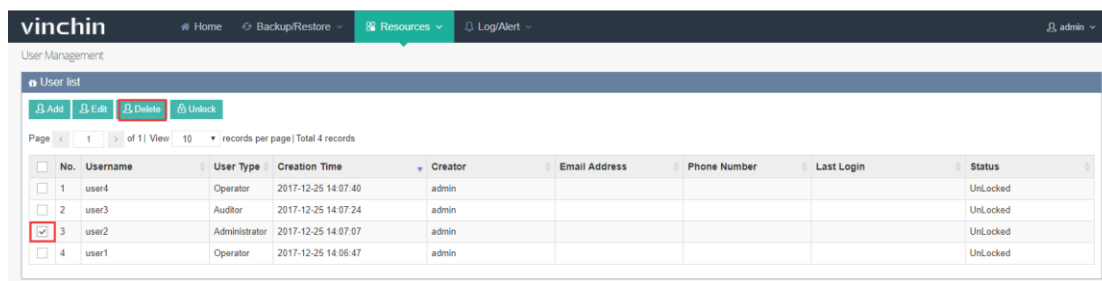 vinchin Home Backup/Restore Resources Log/Alert admin
User Management
User list
Add Edit Delete Unlock
Page 1 of 1 | View 10 records per page | Total 4 records
No. Username User Type Creation Time Creator Email Address Phone Number Last Login Status
1 user4 Operator 2017-12-25 14:07:40 admin UnLocked
2 user3 Auditor 2017-12-25 14:07:24 admin UnLocked
3 user2 Administrator 2017-12-25 14:07:07 admin UnLocked
4 user1 Operator 2017-12-25 14:06:47 admin UnLocked